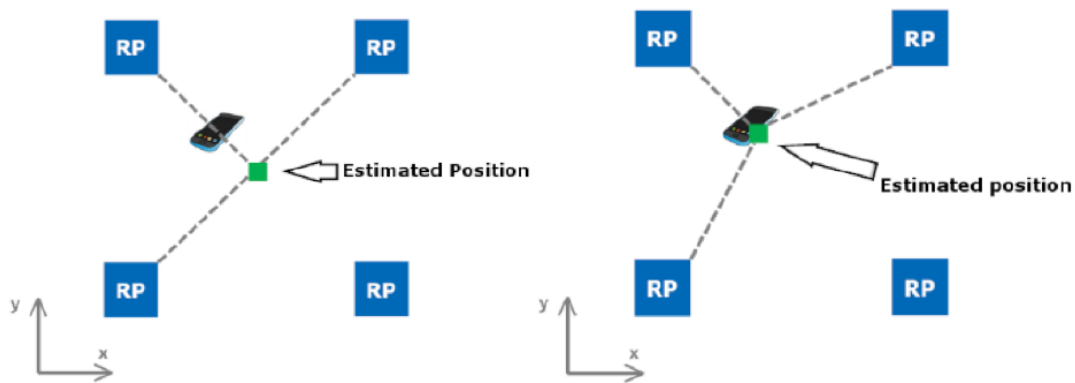 RP RP RP RP
Estimated Position
Estimated position
RP RP RP RP
y y
x x